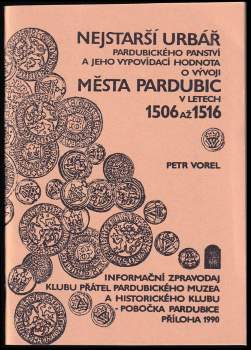 NEJSTARŠÍ URBÁŘ
PARDUBICKÉHO PANSTVÍ
A JEHO VYPOVÍDACÍ HODNOTA
O VÝVOJI
MĚSTA PARDUBIC
V LETECH
1506 AŽ 1516
PETR VOREL
INFORMAČNÍ ZPRAVODAJ
KLUBU PŘÁTEL PARDUBICKÉHO MUZEA
A HISTORICKÉHO KLUBU
- POBOČKA PARDUBICE
PŘÍLOHA 1990